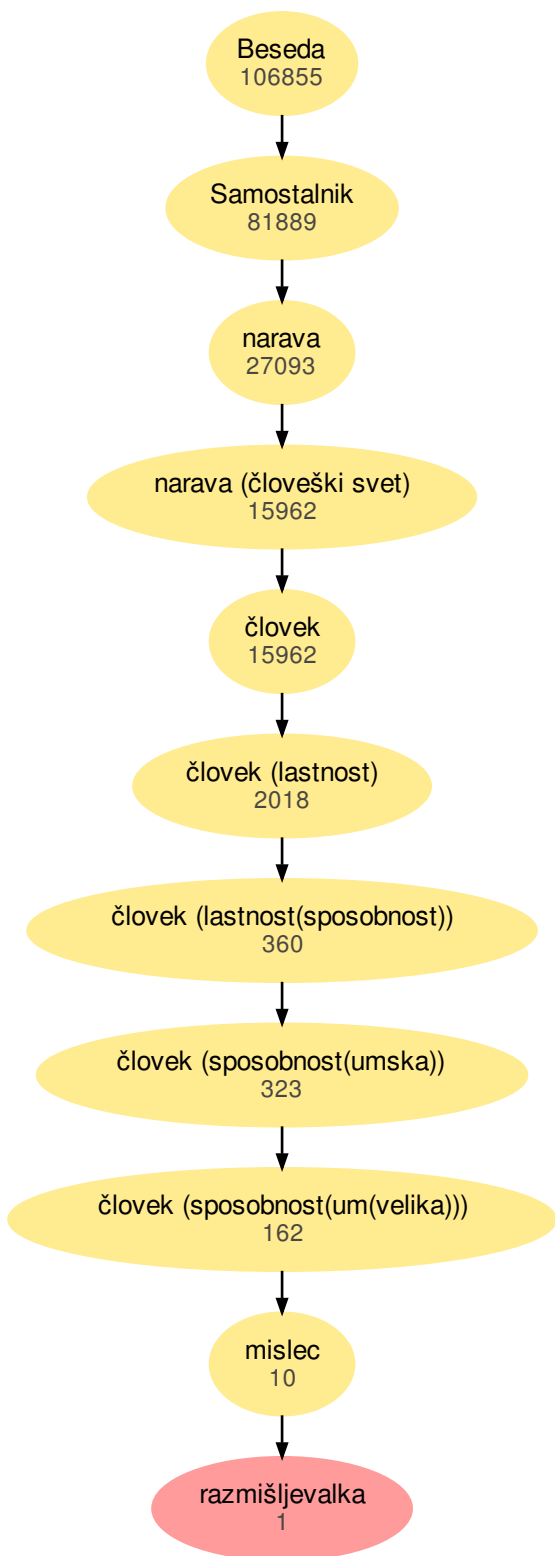 Beseda
106855
Samostalnik
81889
narava
27093
narava (človeški svet)
15962
človek
15962
človek (lastnost)
2018
človek (lastnost(sposobnost))
360
človek (sposobnost(umska))
323
človek (sposobnost(um(velika)))
162
mislec
10
razmišljevalka
1